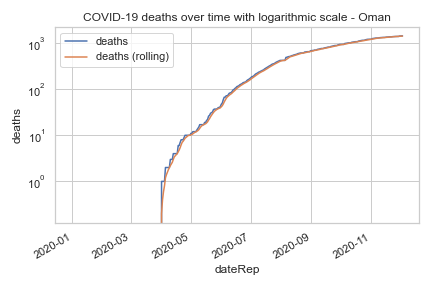 COVID-19 deaths over time with logarithmic scale - Oman
deaths
deaths (rolling)
10³
10²
10¹
10⁰
deaths
2020-01
2020-03
2020-05
2020-07
2020-09
2020-11
dateRep